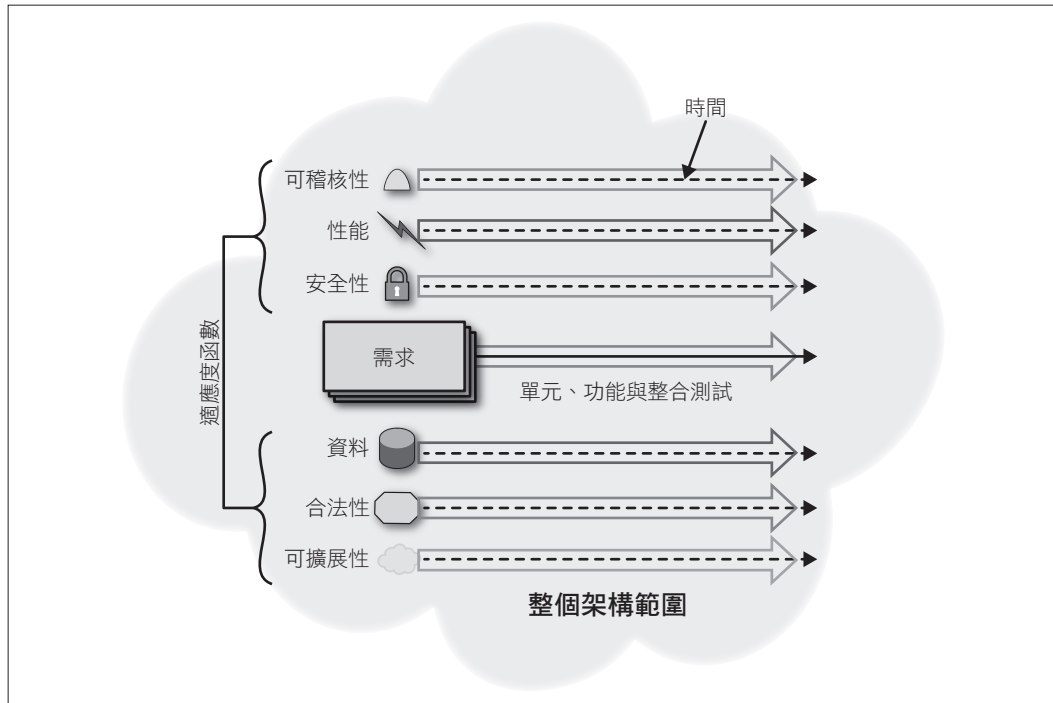 時間
可稽核性
性能
安全性
適應度函數
需求
單元、功能與整合測試
資料
合法性
可擴展性
整個架構範圍